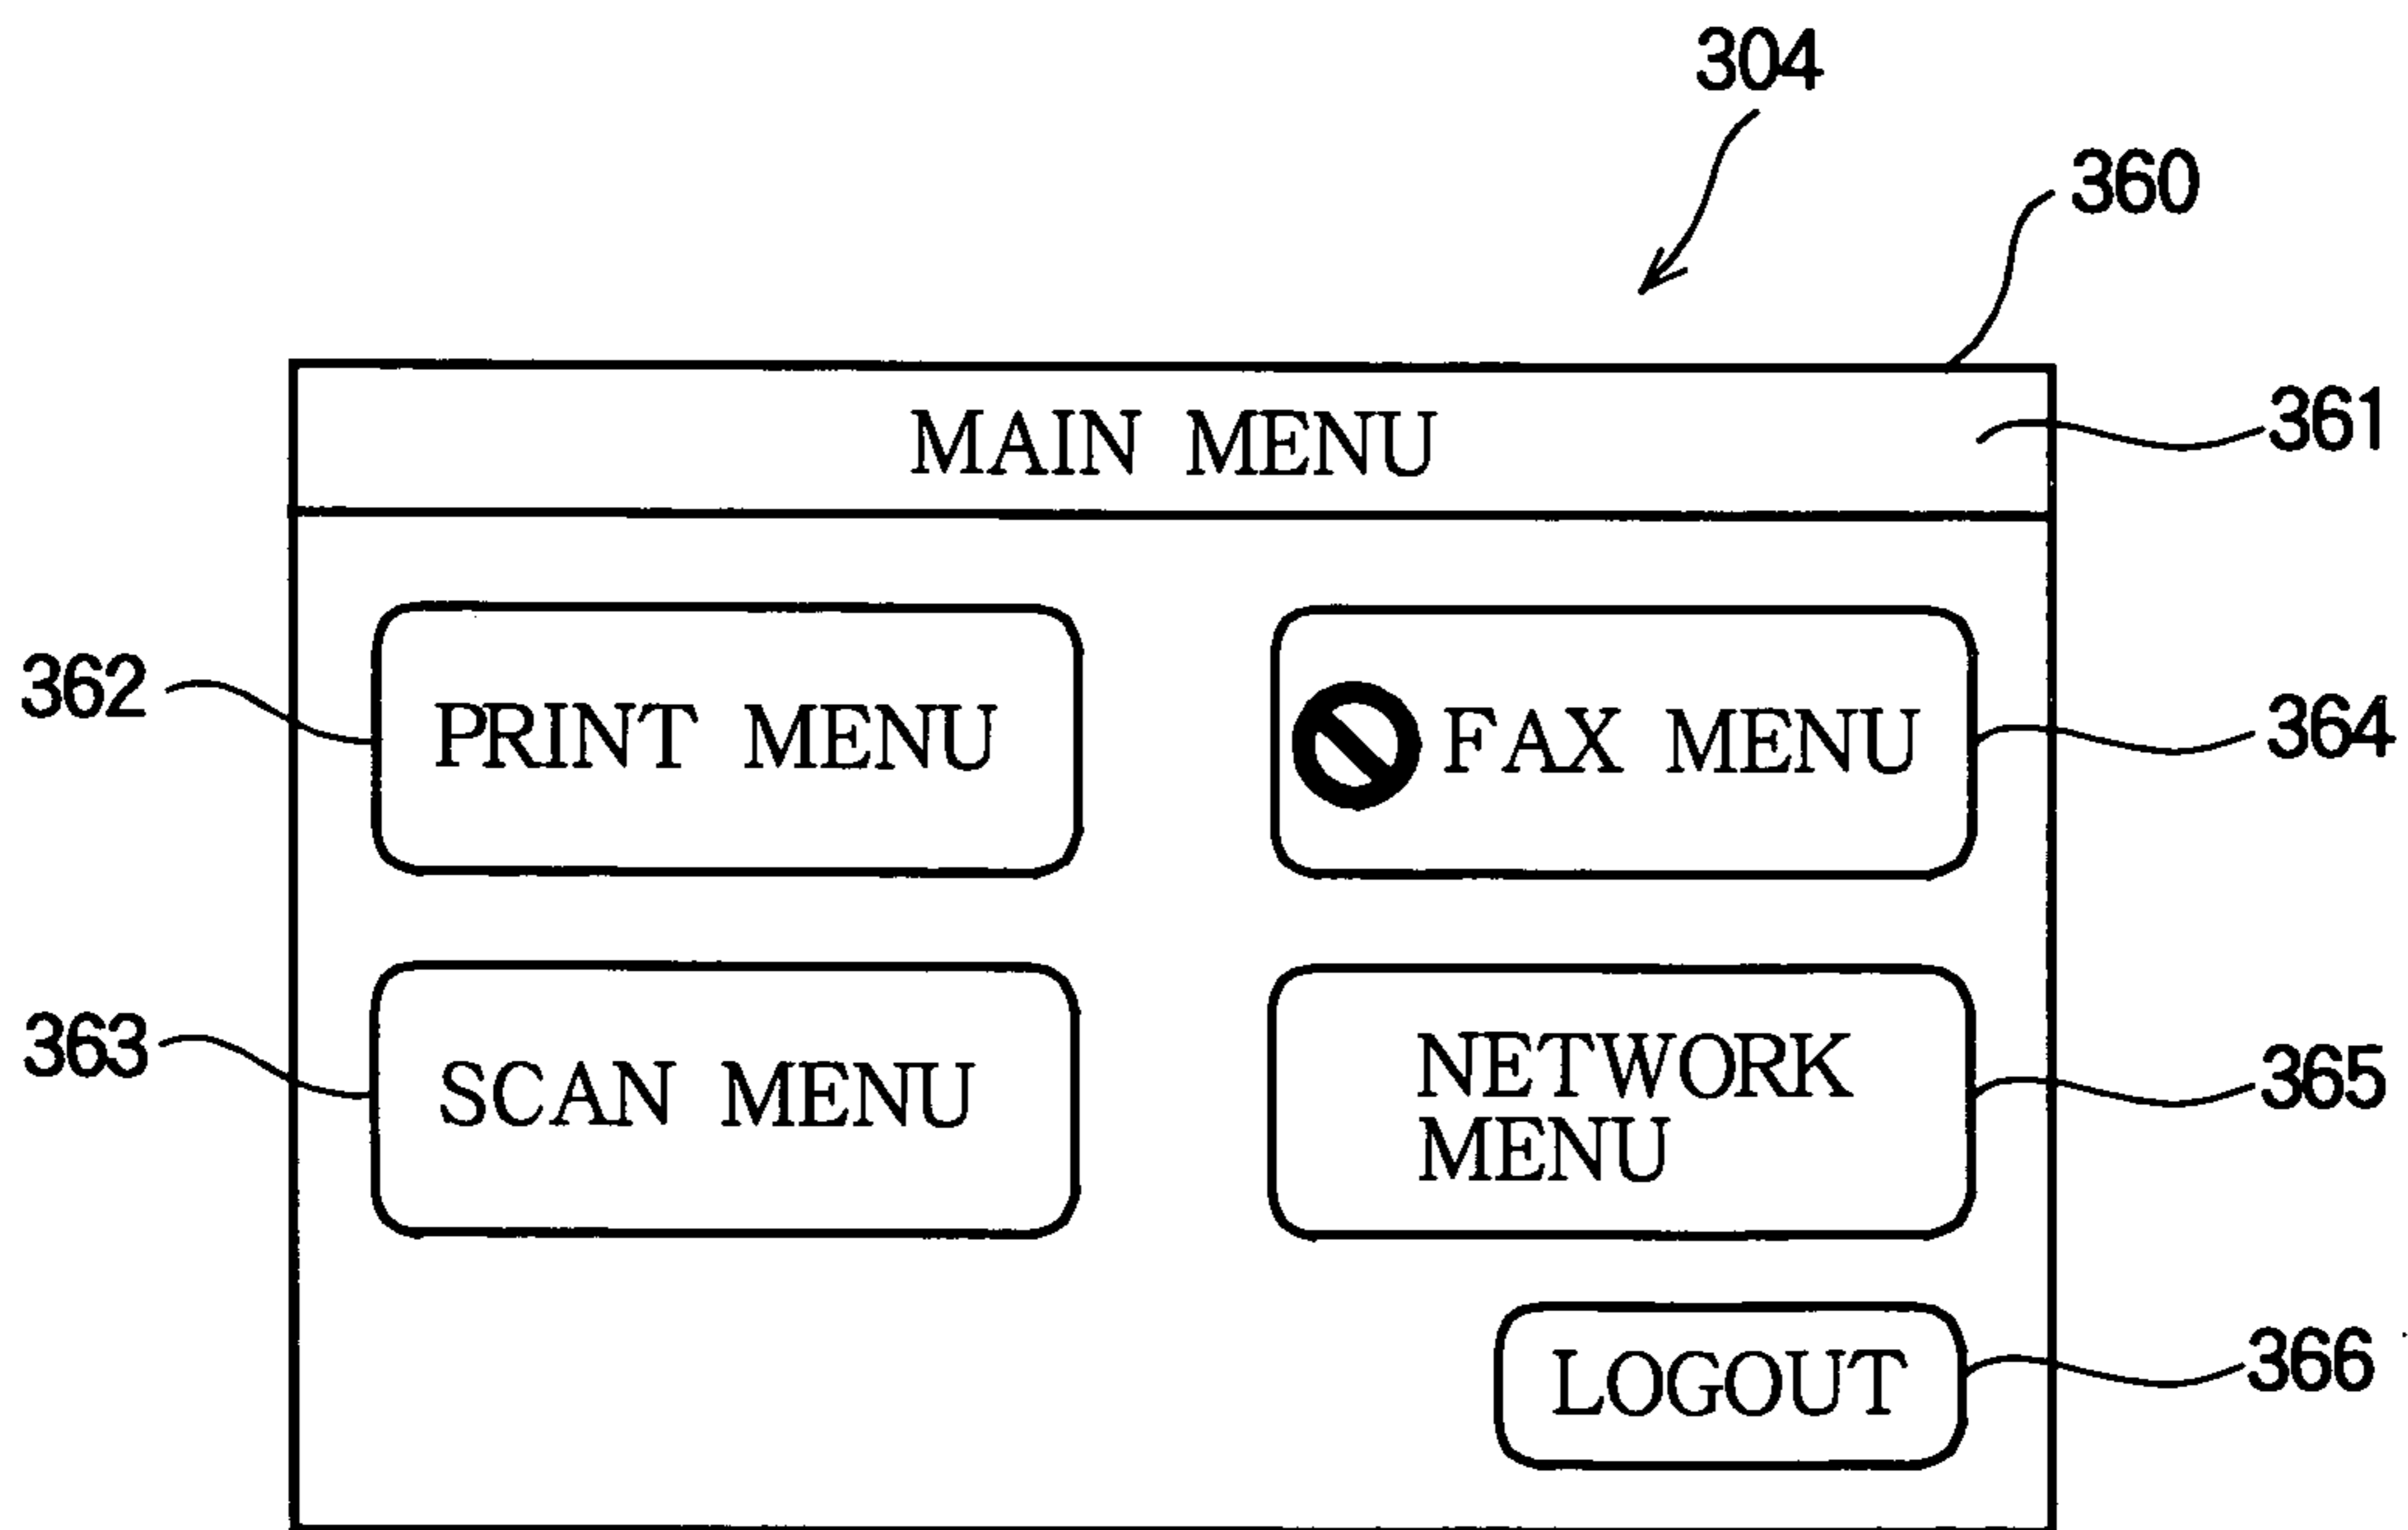 304
360
MAIN MENU 361
362 PRINT MENU FAX MENU 364
363 SCAN MENU NETWORK MENU 365
LOGOUT 366